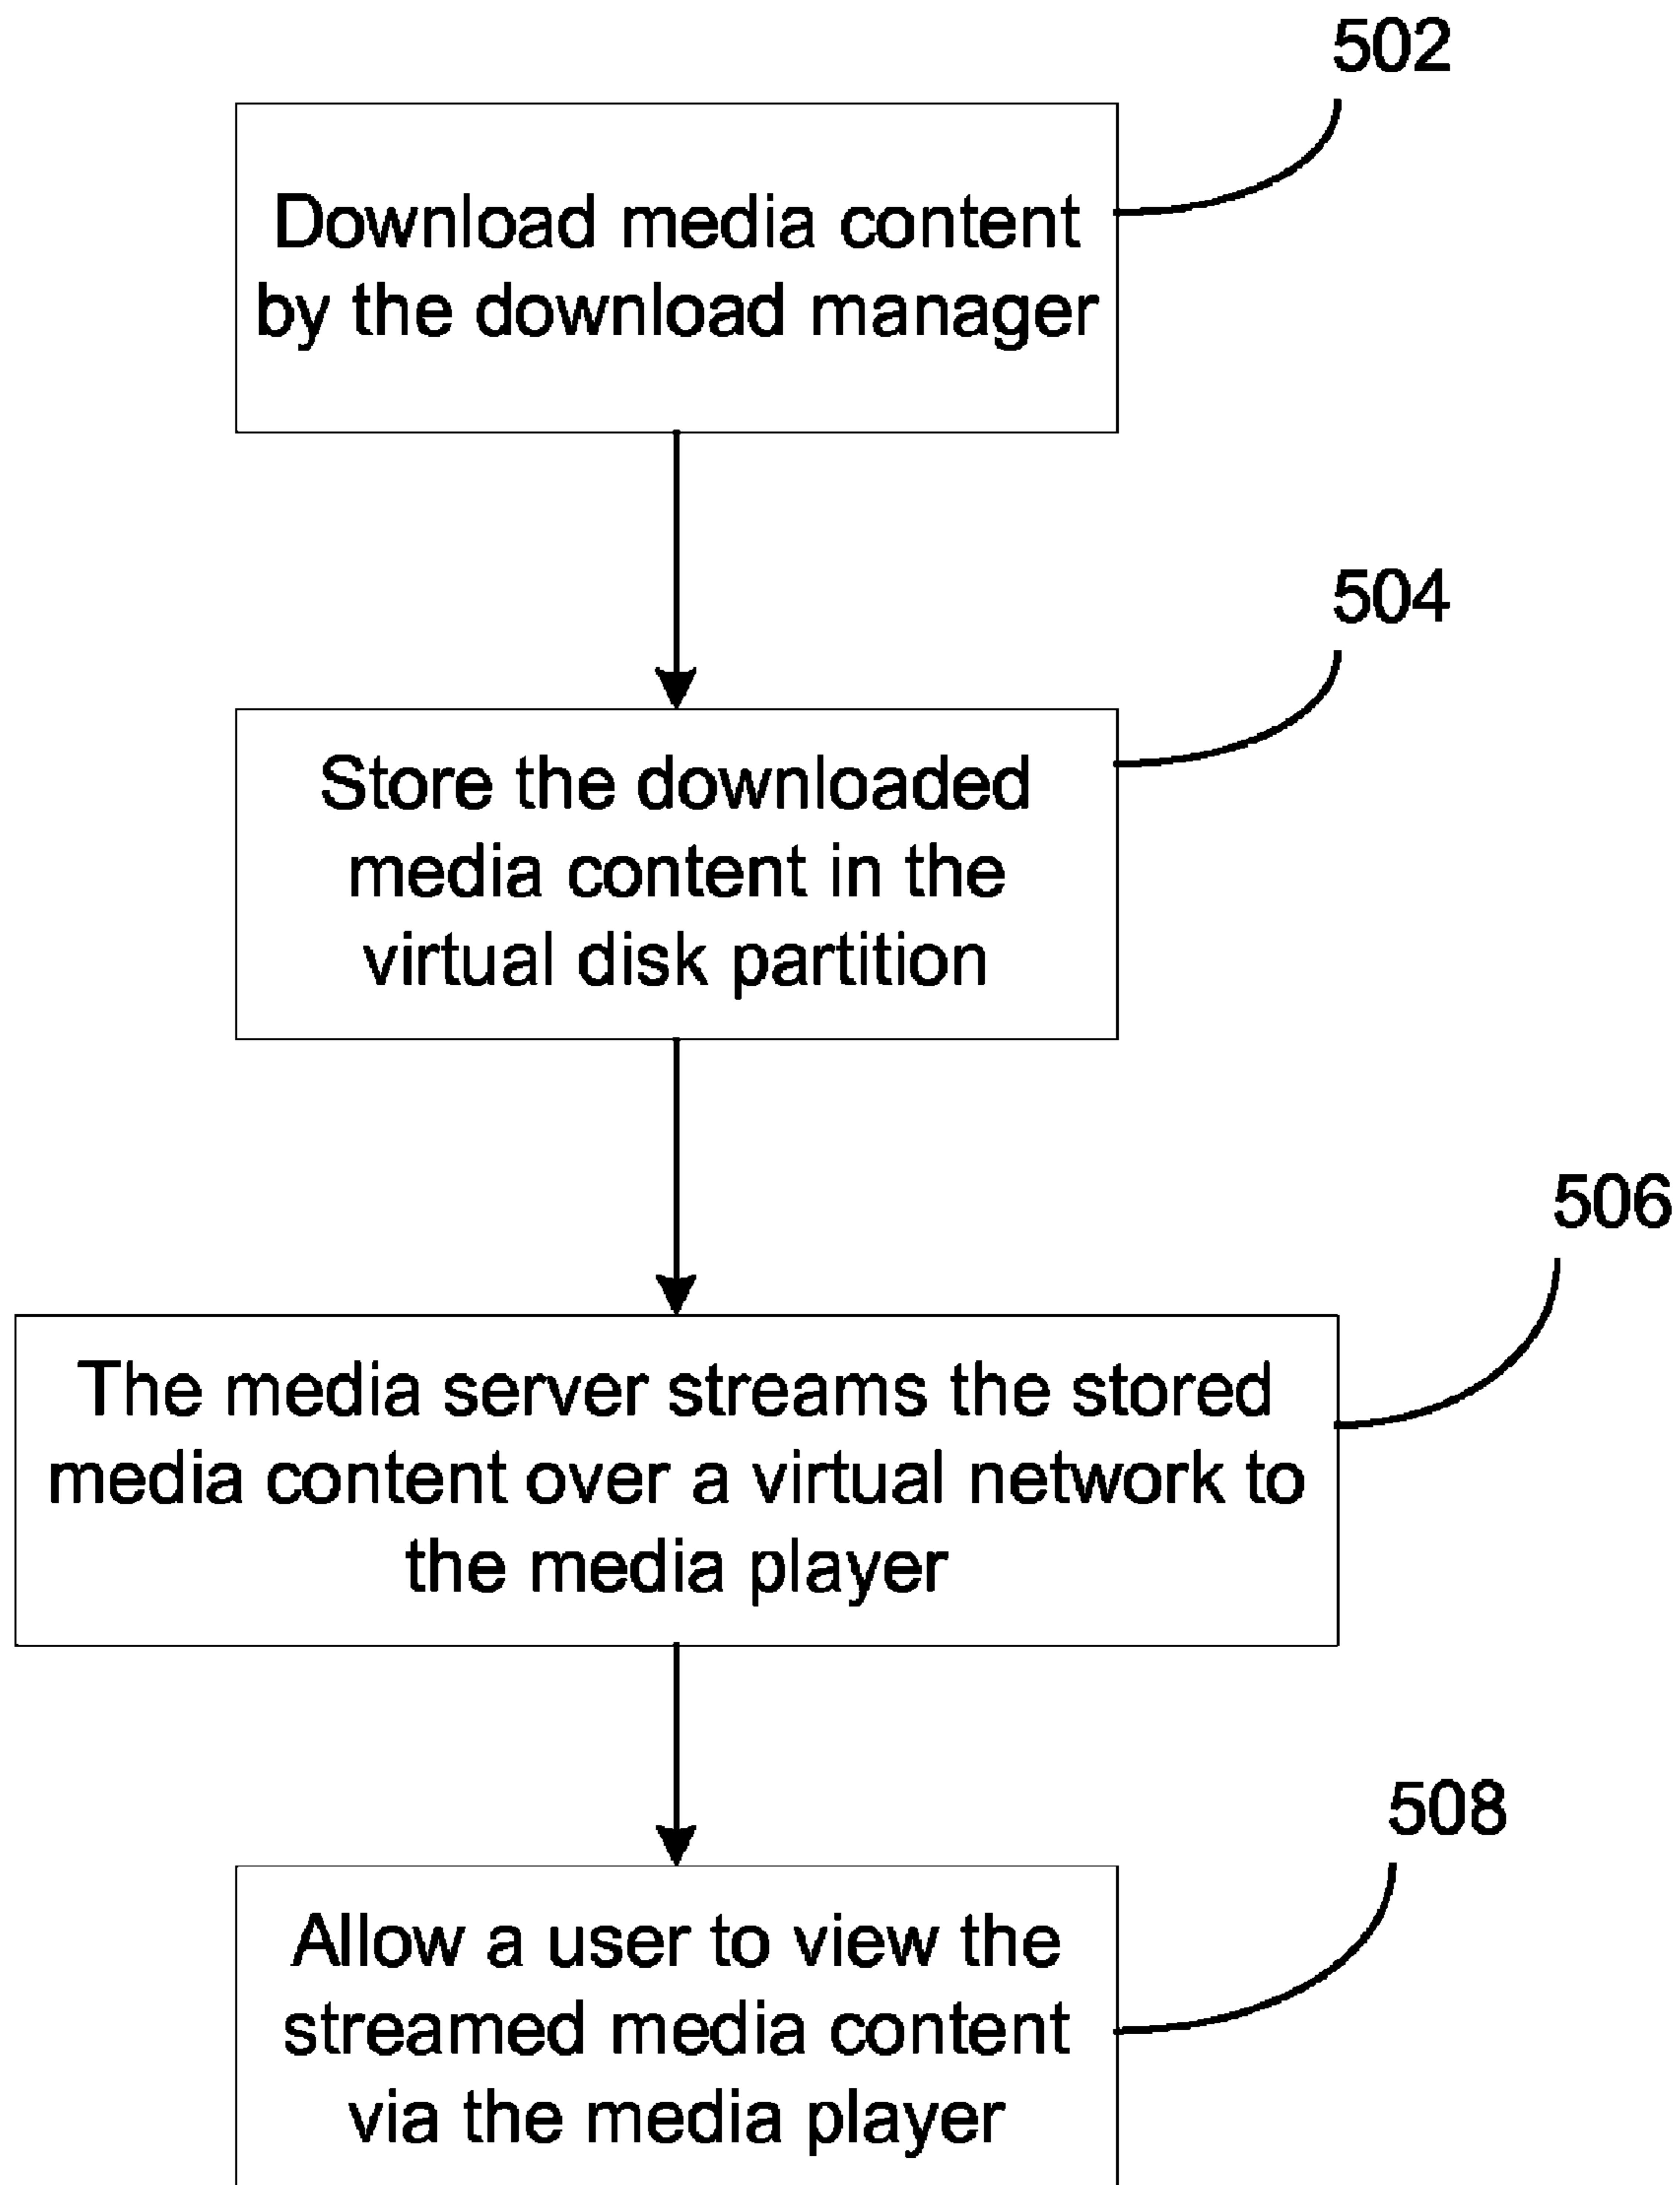 502
Download media content
by the download manager
504
Store the downloaded
media content in the
virtual disk partition
506
The media server streams the stored
media content over a virtual network to
the media player
508
Allow a user to view the
streamed media content
via the media player